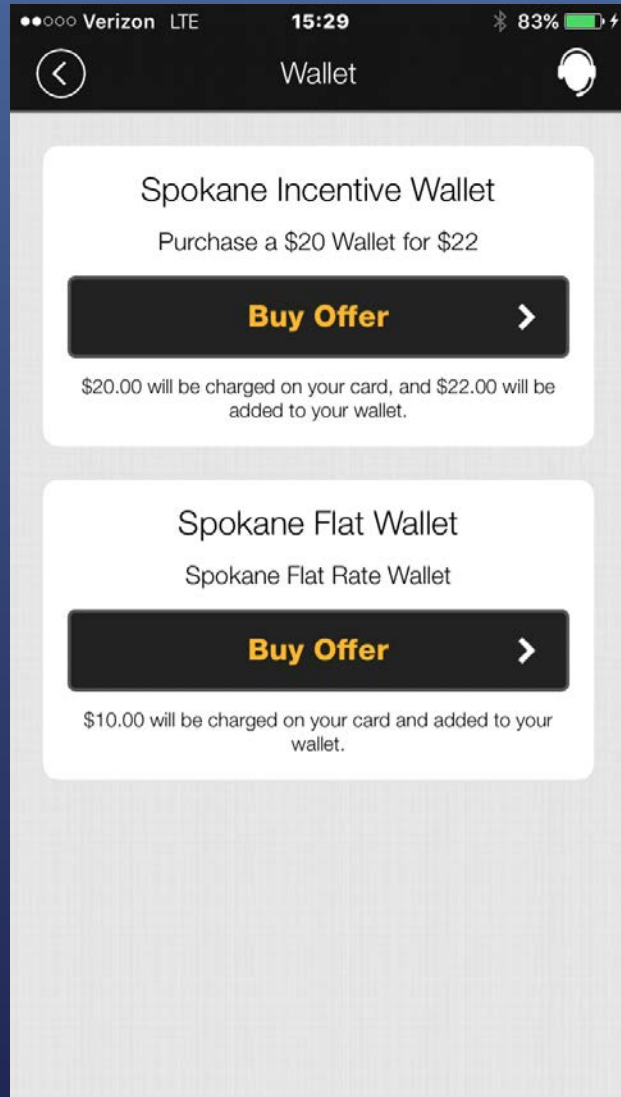 Verizon LTE 15:29 83%
Wallet
Spokane Incentive Wallet
Purchase a $20 Wallet for $22
Buy Offer
$20.00 will be charged on your card, and $22.00 will be
added to your wallet.
Spokane Flat Wallet
Spokane Flat Rate Wallet
Buy Offer
$10.00 will be charged on your card and added to your
wallet.